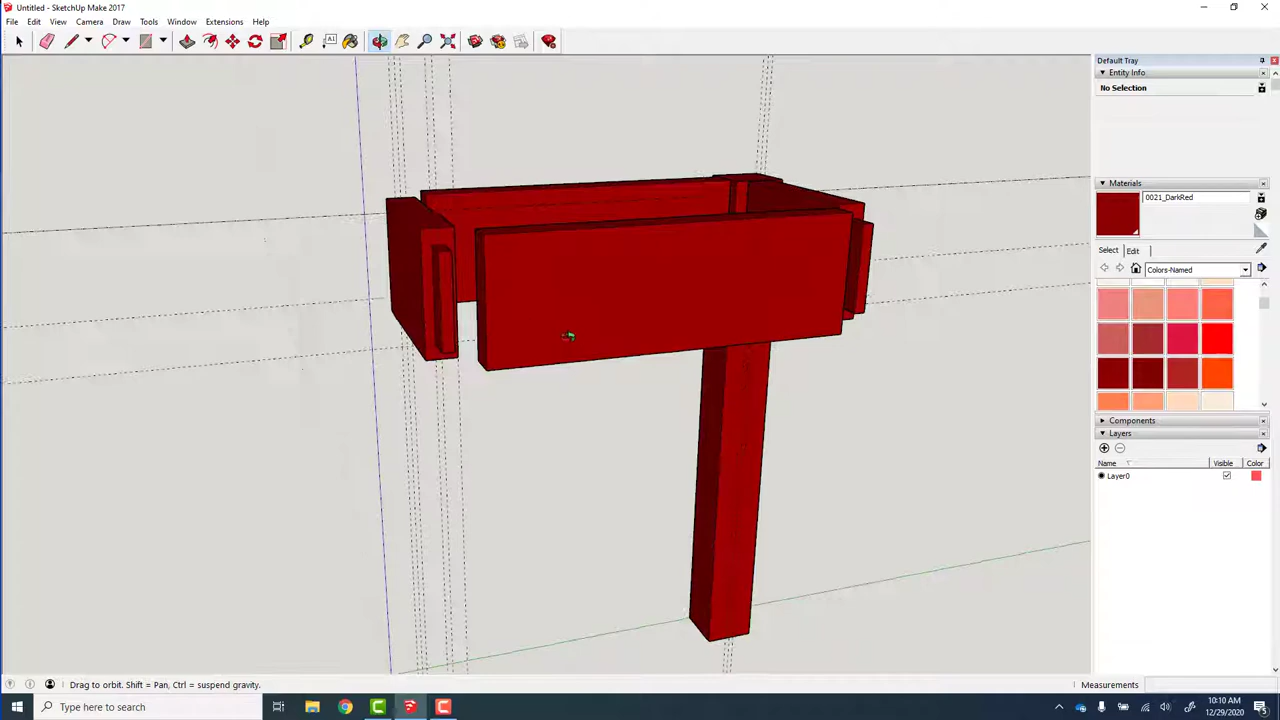 Untitled - SketchUp Make 2017
File Edit View Camera Draw Tools Window Extensions Help
Default Tray
Entity Info
No Selection
Materials
0021_DarkRed
Select Edit
Colors-Named
Components
Layers
Name Visible Color
Layer0
Drag to orbit. Shift = Pan, Ctrl = suspend gravity.
Measurements
Type here to search
10:10 AM
12/29/2020
5